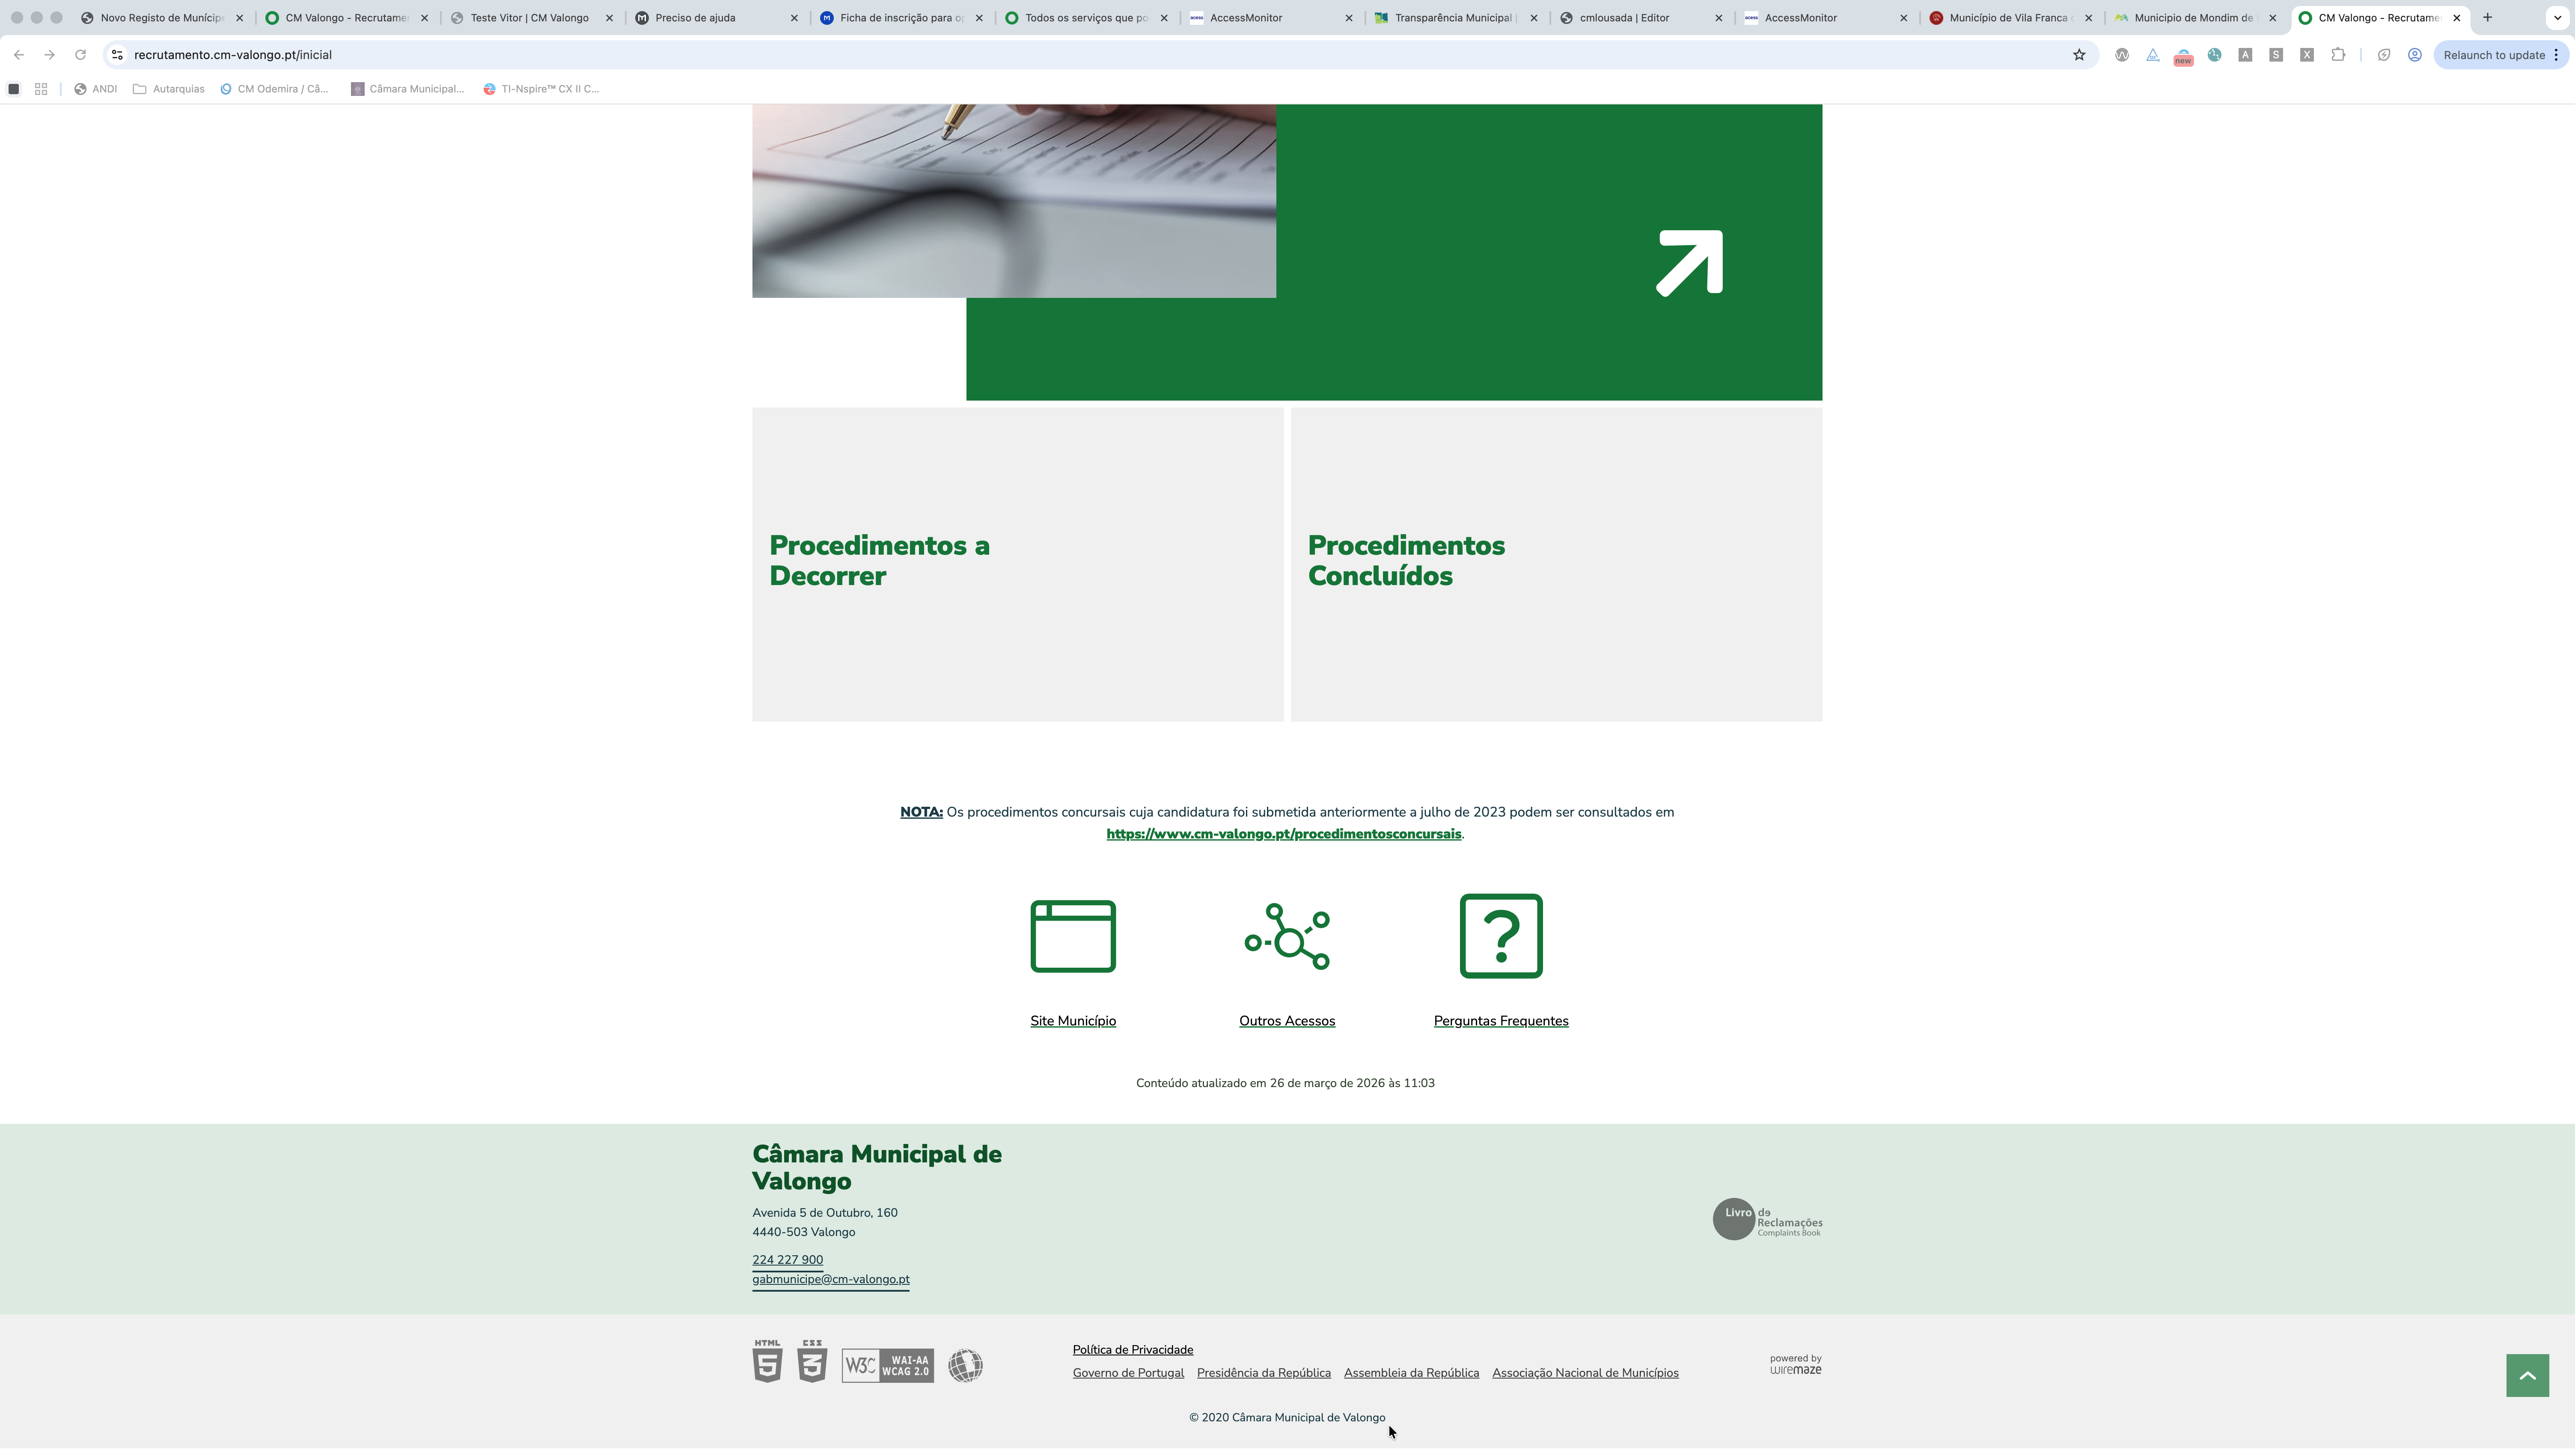 Novo Registo de Munícip
CM Valongo - Recrutame
Teste Vitor | CM Valongo
Preciso de ajuda
Ficha de inscrição para o
Todos os serviços que po
AccessMonitor
Transparência Municipal |
cmlousada | Editor
AccessMonitor
Município de Vila Franca
Municipio de Mondim de
CM Valongo - Recrutame
recrutamento.cm-valongo.pt/inicial
new
A
S
X
Relaunch to update
ANDI
Autarquias
CM Odemira / Câ...
Câmara Municipal...
TI-Nspire™ CX II C...
Procedimentos a
Decorrer
Procedimentos
Concluídos
NOTA: Os procedimentos concursais cuja candidatura foi submetida anteriormente a julho de 2023 podem ser consultados em
https://www.cm-valongo.pt/procedimentosconcursais.
Site Município
Outros Acessos
Perguntas Frequentes
Conteúdo atualizado em 26 de março de 2026 às 11:03
Câmara Municipal de
Valongo
Avenida 5 de Outubro, 160
4440-503 Valongo
224 227 900
gabmunicipe@cm-valongo.pt
Livro de
Reclamações
Complaints Book
HTML
5
CSS
3
W3C WAI-AA
WCAG 2.0
Política de Privacidade
Governo de Portugal Presidência da República Assembleia da República Associação Nacional de Municípios
powered by
wiremaze
© 2020 Câmara Municipal de Valongo